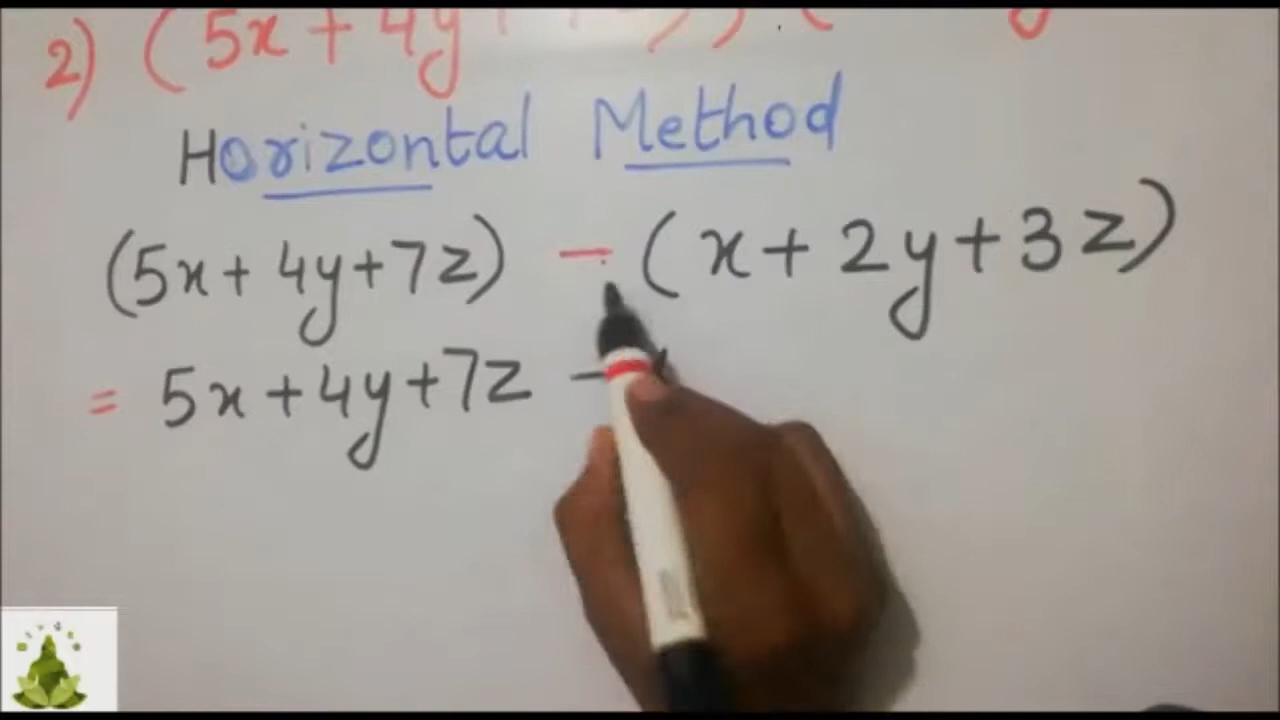 2) (5x + 4y +
Horizontal Method
(5x + 4y + 7z) - (x + 2y + 3z)
= 5x + 4y + 7z -